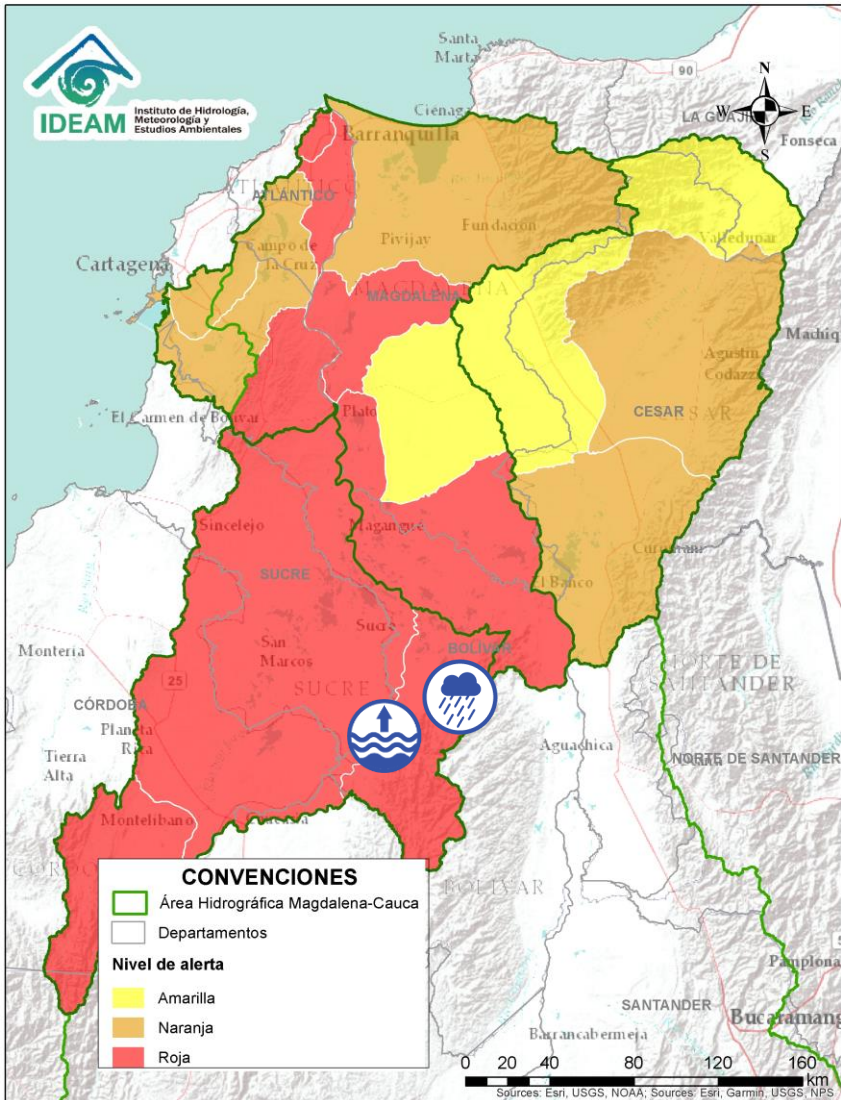 IDEAM
Instituto de Hidrología,
Meteorología y
Estudios Ambientales
Santa
Marta
90
N
W
E
S
LA GUAJI
Fonseca
Ciénaga
Barranquilla
ATLÁNTICO
Valledupar
Fundación
Pivijay
Campo de
la Cruz
Cartagena
MAGDALENA
Machiq
Agustín
Codazzi
CESAR
Plato
El Carmen de Bolívar
Sincelejo
Magangué
Curumaní
El Banco
SUCRE
Sucre
BOLÍVAR
Montería
San
Marcos
SUCRE
NORTE DE
SANTANDER
25
CÓRDOBA
Planeta
Rica
Tierra
Alta
Aguachica
NORTE DE SANTANDER
Montelíbano
Caucasia
BOLÍVAR
CONVENCIONES
Área Hidrográfica Magdalena-Cauca
Departamentos
Nivel de alerta
Amarilla
Naranja
Roja
Pamplona
SANTANDER
Bucaramang
Barrancabermeja
0 20 40 80 120 160
km
Sources: Esri, USGS, NOAA; Sources: Esri, Garmin, USGS, NPS